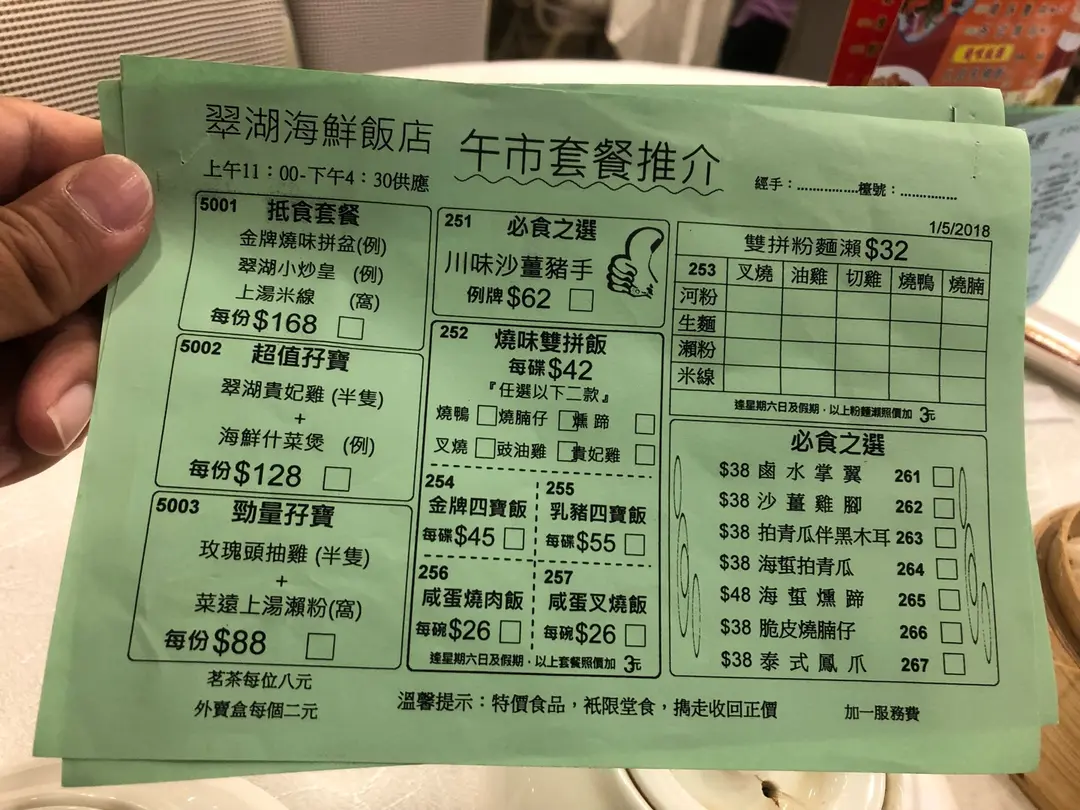 翠湖海鮮飯店
午市套餐推介
上午11：00-下午4：30供應
經手：................檯號：..............
1/5/2018
5001 抵食套餐
金牌燒味拼盆(例)
翠湖小炒皇 (例)
上湯米線 (窩)
每份$168
5002 超值孖寶
翠湖貴妃雞 (半隻)
+
海鮮什菜煲 (例)
每份$128
5003 勁量孖寶
玫瑰頭抽雞 (半隻)
+
菜遠上湯瀨粉(窩)
每份$88
茗茶每位八元
外賣盒每個二元
251 必食之選
川味沙薑豬手
例牌$62
252 燒味雙拼飯
每碟$42
『任選以下二款』
燒鴨 燒腩仔 燻蹄
叉燒 豉油雞 貴妃雞
254 金牌四寶飯
每碟$45
255 乳豬四寶飯
每碟$55
256 咸蛋燒肉飯
每碗$26
257 咸蛋叉燒飯
每碗$26
逢星期六日及假期，以上套餐照價加 3元
雙拼粉麵瀨$32
253 叉燒 油雞 切雞 燒鴨 燒腩
河粉
生麵
瀨粉
米線
逢星期六日及假期，以上粉麵瀨照價加 3元
必食之選
$38 鹵水掌翼 261
$38 沙薑雞腳 262
$38 拍青瓜伴黑木耳 263
$38 海蜇拍青瓜 264
$48 海蜇燻蹄 265
$38 脆皮燒腩仔 266
$38 泰式鳳爪 267
溫馨提示：特價食品，祇限堂食，携走收回正價
加一服務費